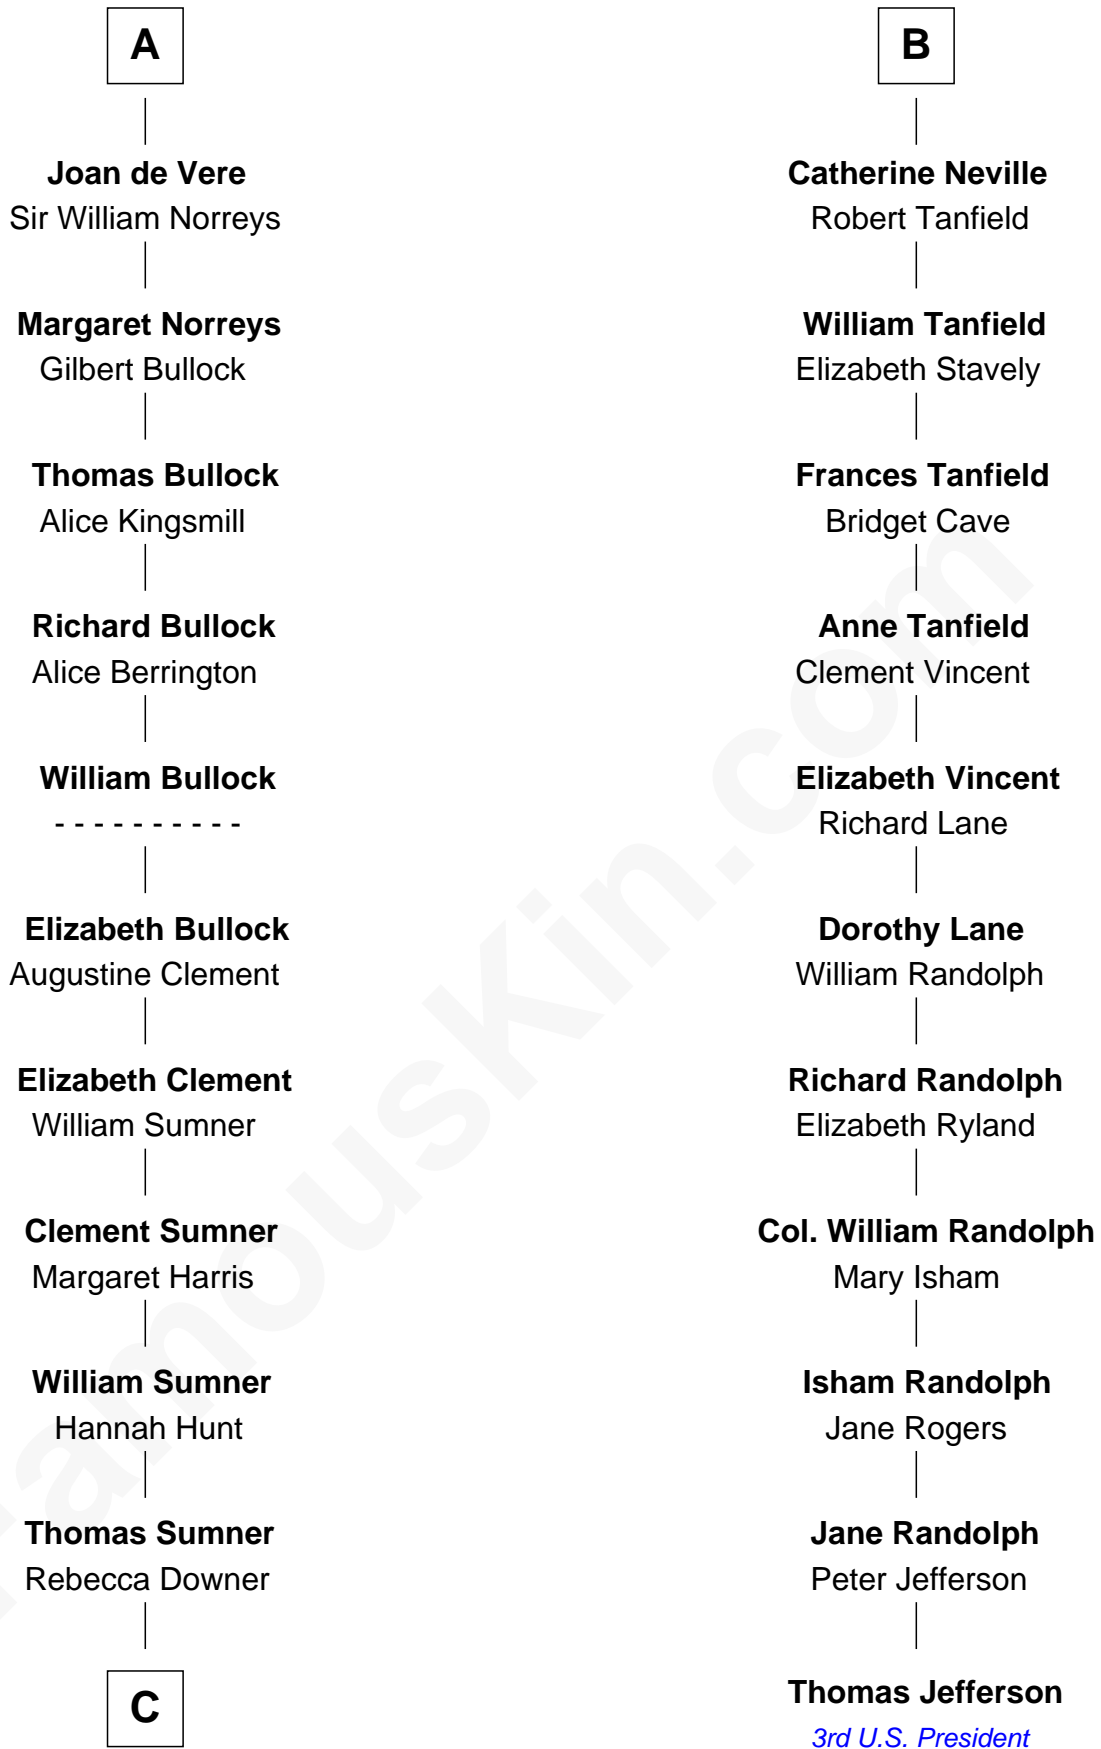 A
Joan de Vere
Sir William Norreys
Margaret Norreys
Gilbert Bullock
Thomas Bullock
Alice Kingsmill
Richard Bullock
Alice Berrington
William Bullock
- - - - - - - - - -
Elizabeth Bullock
Augustine Clement
Elizabeth Clement
William Sumner
Clement Sumner
Margaret Harris
William Sumner
Hannah Hunt
Thomas Sumner
Rebecca Downer
C
B
Catherine Neville
Robert Tanfield
William Tanfield
Elizabeth Stavely
Frances Tanfield
Bridget Cave
Anne Tanfield
Clement Vincent
Elizabeth Vincent
Richard Lane
Dorothy Lane
William Randolph
Richard Randolph
Elizabeth Ryland
Col. William Randolph
Mary Isham
Isham Randolph
Jane Rogers
Jane Randolph
Peter Jefferson
Thomas Jefferson
3rd U.S. President
FamousKin.com